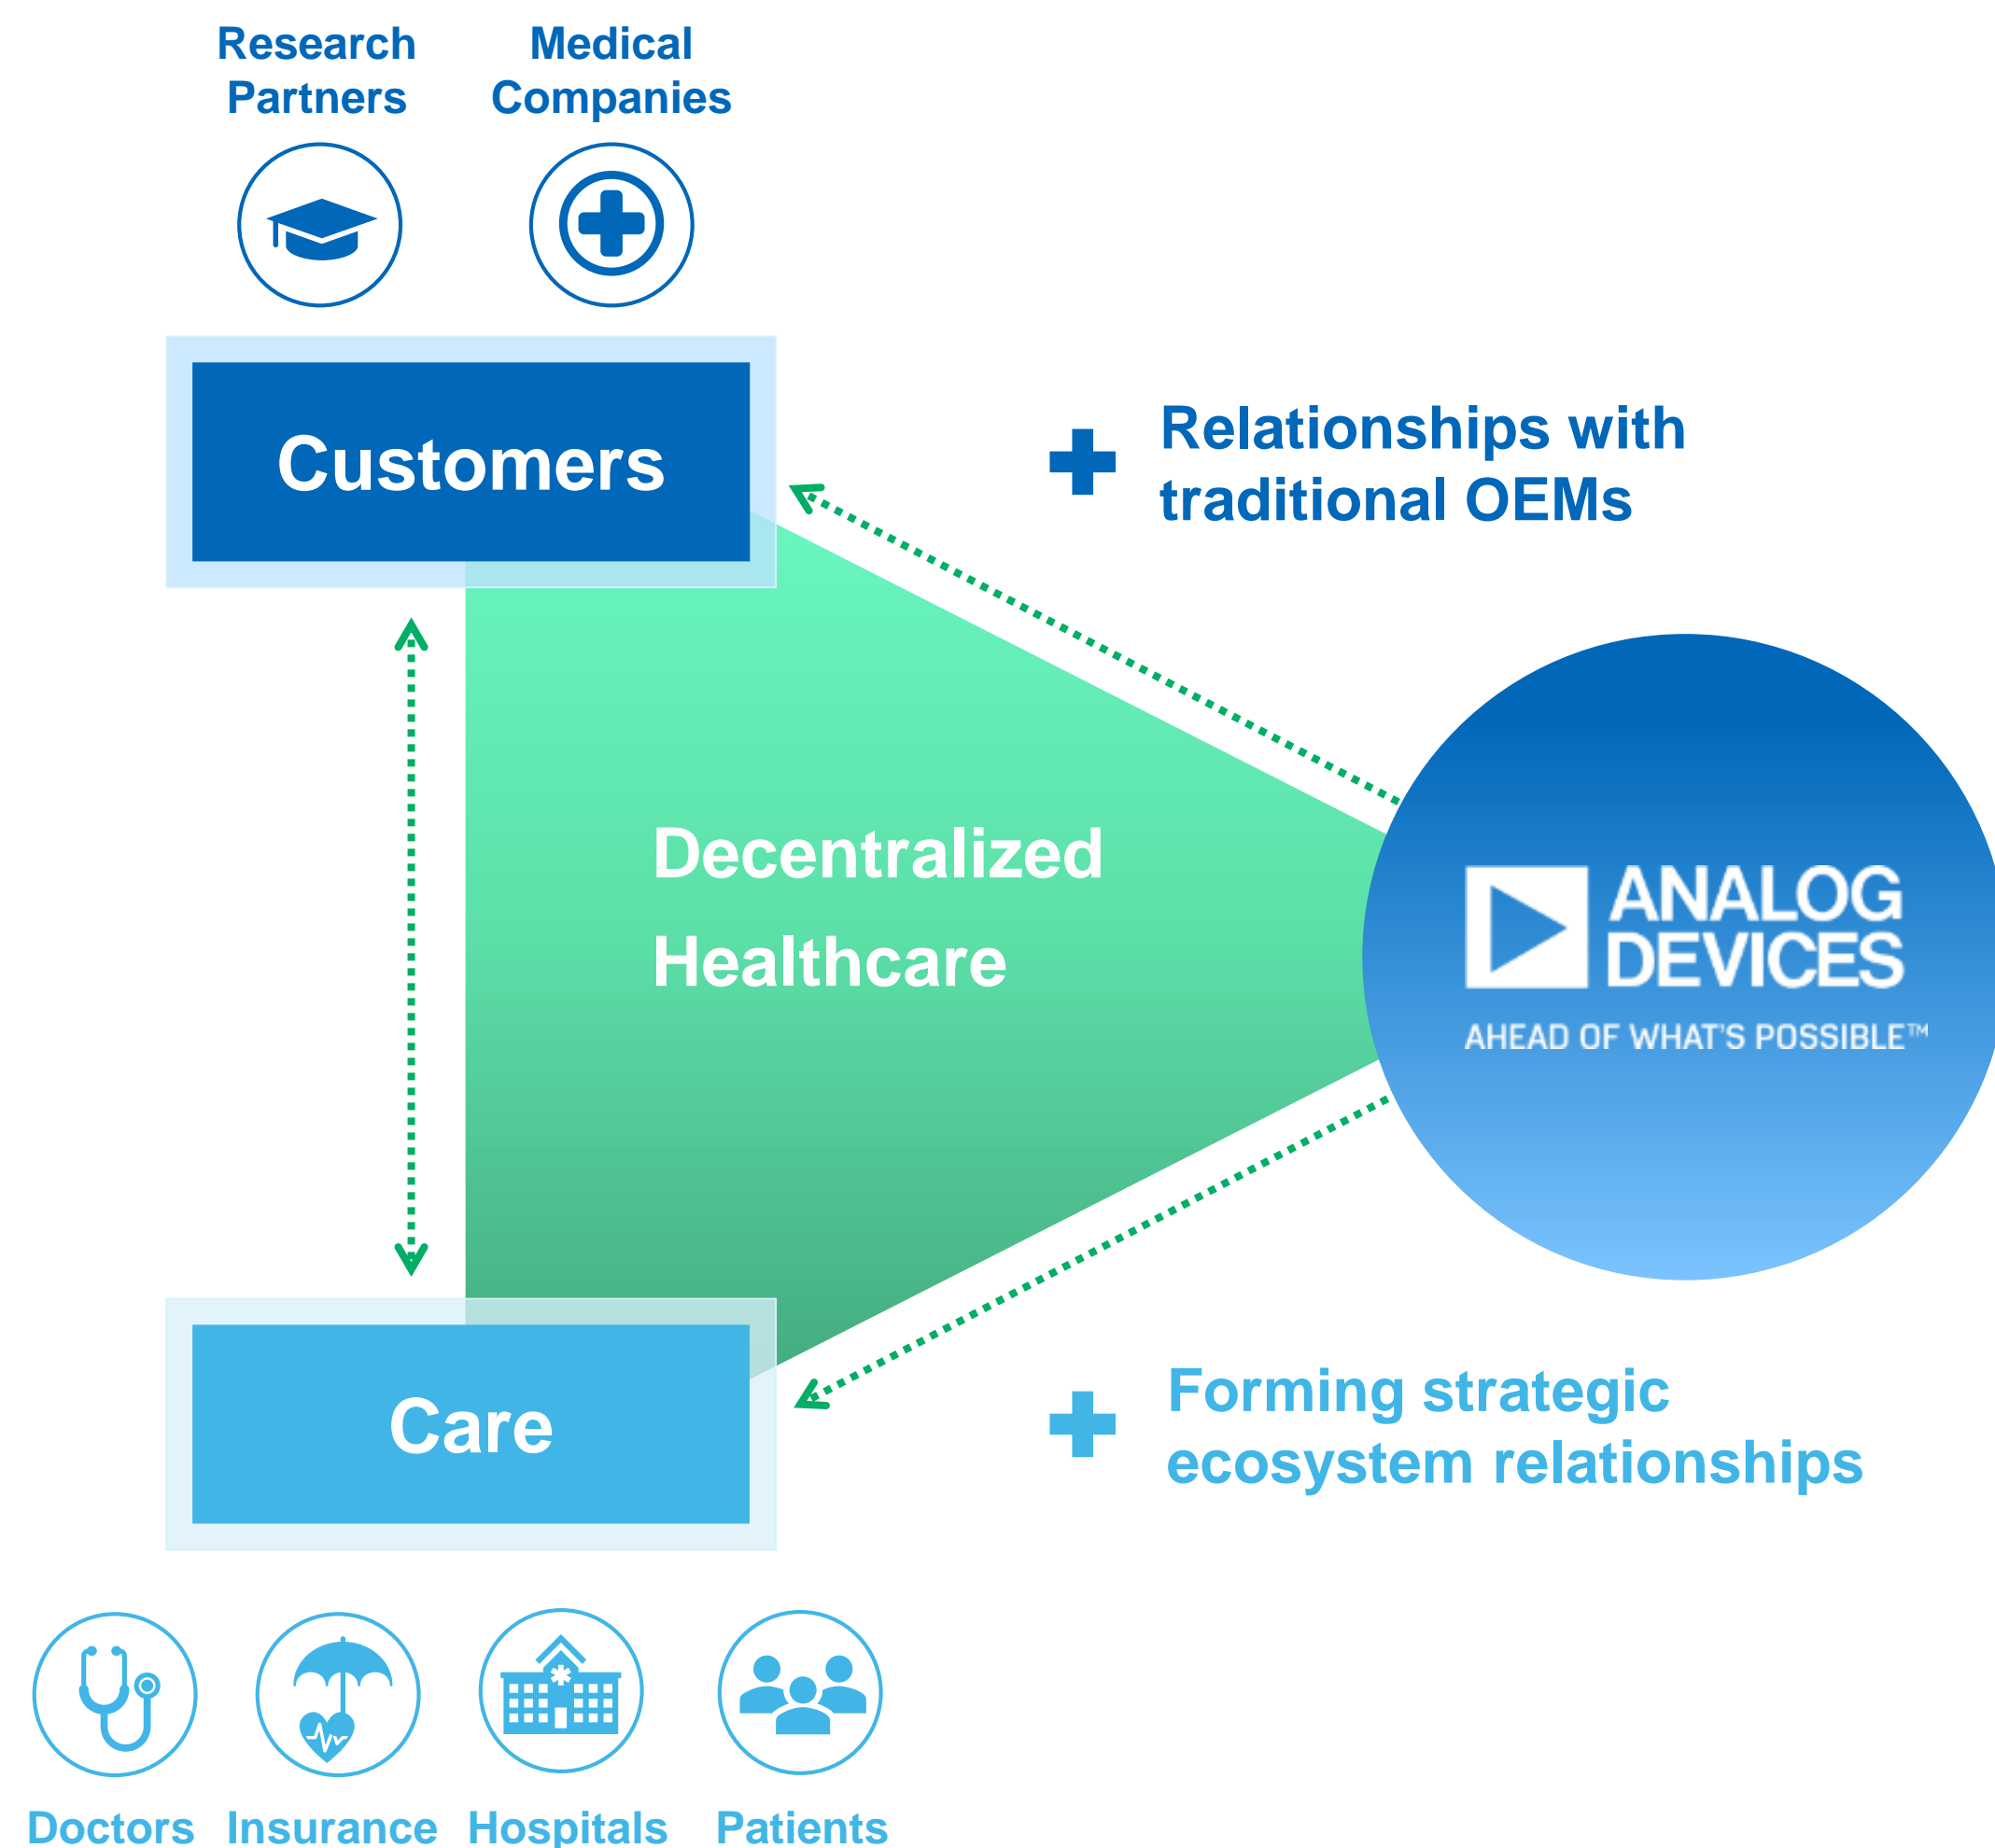 Research
Partners
Medical
Companies
Customers
Relationships with
traditional OEMs
Decentralized
Healthcare
ANALOG
DEVICES
AHEAD OF WHAT'S POSSIBLE™
Care
Forming strategic
ecosystem relationships
Doctors
Insurance
Hospitals
Patients